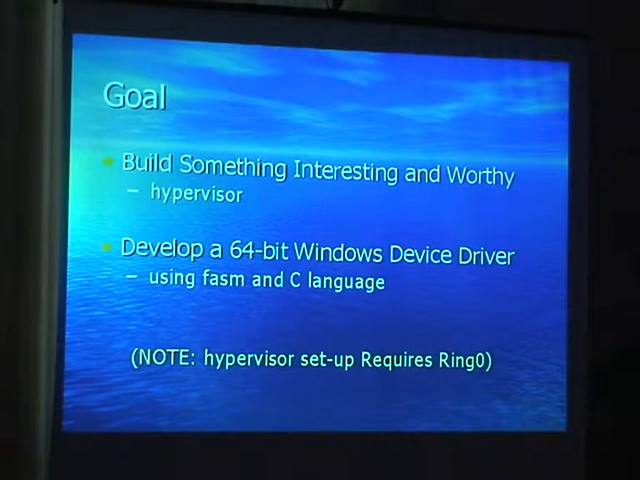 Goal
Build Something Interesting and Worthy
– hypervisor
Develop a 64-bit Windows Device Driver
– using fasm and C language
(NOTE: hypervisor set-up Requires Ring0)